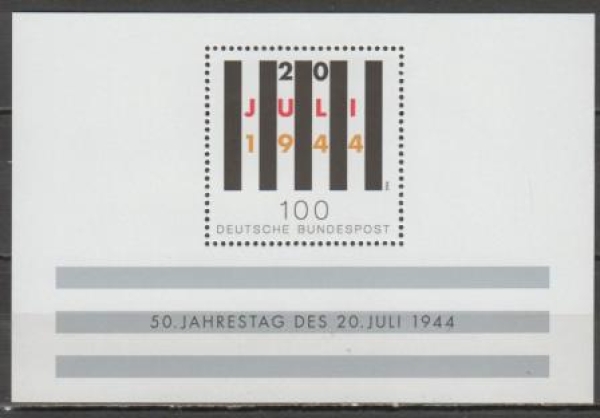 20
JULI
1944
100
DEUTSCHE BUNDESPOST
50. JAHRESTAG DES 20. JULI 1944